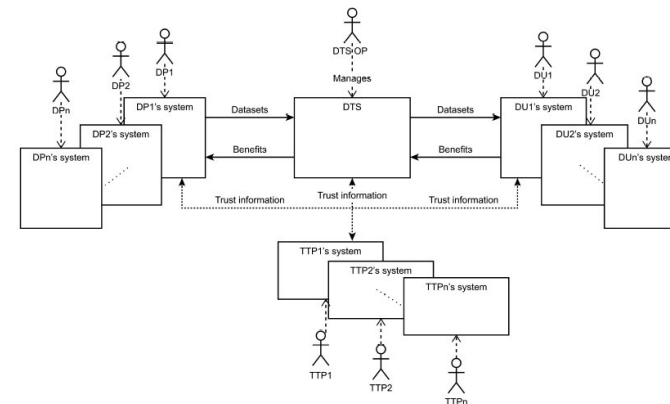 DTS OP
DP1
DU1
DP2
DU2
DPn
DUn
Manages
DP1's system
DTS
DU1's system
Datasets
Datasets
DP2's system
DU2's system
Benefits
Benefits
DPn's system
DUn's system
Trust information
Trust information
Trust information
TTP1's system
TTP2's system
TTPn's system
TTP1
TTP2
TTPn